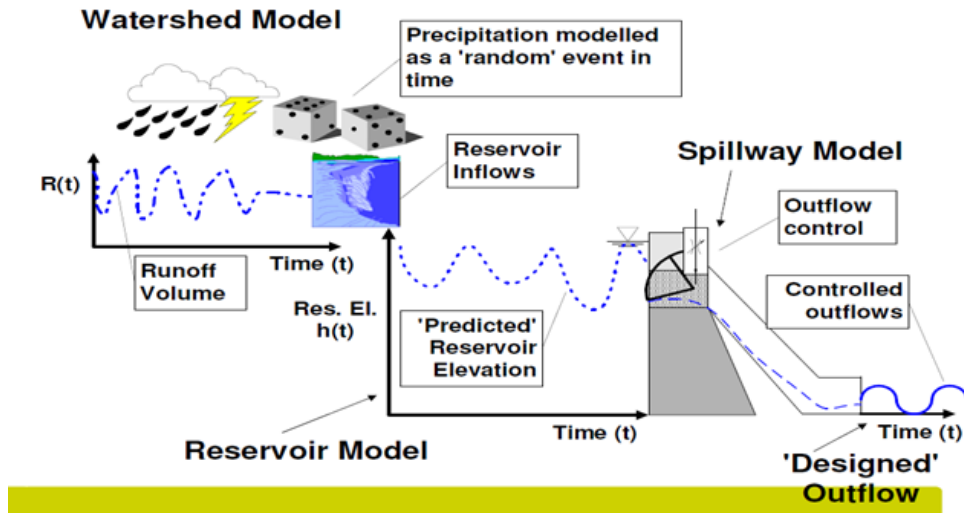 Watershed Model
Precipitation modelled
as a 'random' event in
time
Reservoir
Inflows
Spillway Model
R(t)
Outflow
control
Time (t)
Runoff
Volume
Res. El.
h(t)
'Predicted'
Reservoir
Elevation
Controlled
outflows
Time (t)
Reservoir Model
Time (t)
'Designed'
Outflow